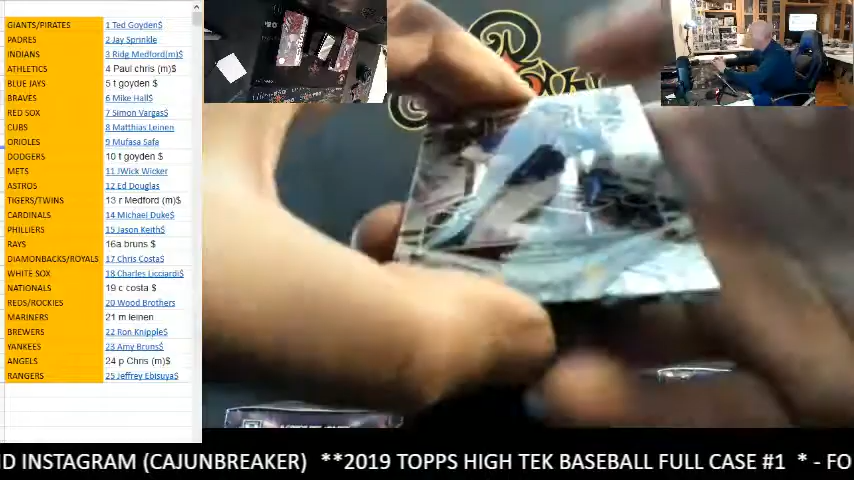 GIANTS/PIRATES 1 Ted Goyden$
PADRES 2 Jay Sprinkle
INDIANS 3 Ridg Medford(m)$
ATHLETICS 4 Paul chris (m)$
BLUE JAYS 5 t goyden $
BRAVES 6 Mike Hall$
RED SOX 7 Simon Vargas$
CUBS 8 Matthias Leinen
ORIOLES 9 Mufasa Safa
DODGERS 10 t goyden $
METS 11 JWick Wicker
ASTROS 12 Ed Douglas
TIGERS/TWINS 13 r Medford (m)$
CARDINALS 14 Michael Duke$
PHILLIERS 15 Jason Keith$
RAYS 16a bruns $
DIAMONBACKS/ROYALS 17 Chris Costa$
WHITE SOX 18 Charles Licciardi$
NATIONALS 19 c costa $
REDS/ROCKIES 20 Wood Brothers
MARINERS 21 m leinen
BREWERS 22 Ron Knipple$
YANKEES 23 Amy Bruns$
ANGELS 24 p Chris (m)$
RANGERS 25 Jeffrey Ebisuya$
ND INSTAGRAM (CAJUNBREAKER) **2019 TOPPS HIGH TEK BASEBALL FULL CASE #1 * - FO